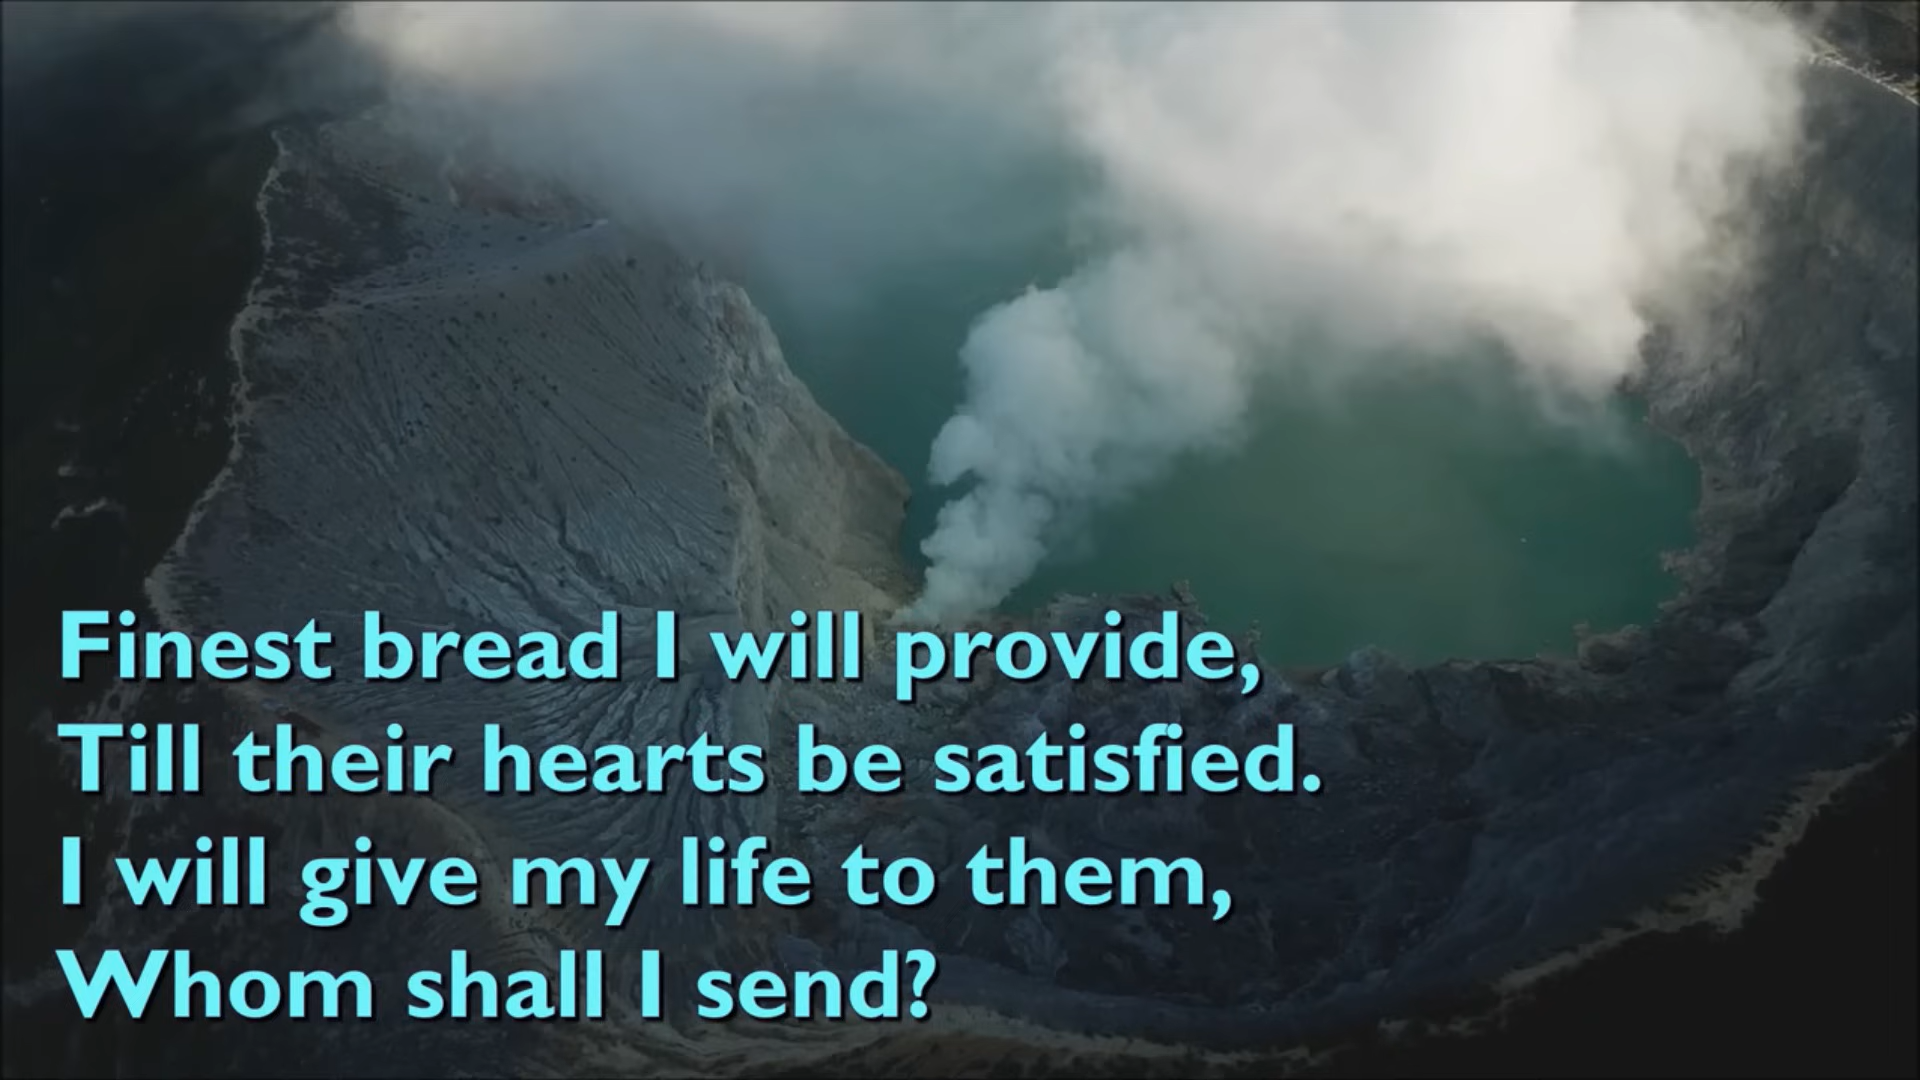 Finest bread I will provide,
Till their hearts be satisfied.
I will give my life to them,
Whom shall I send?